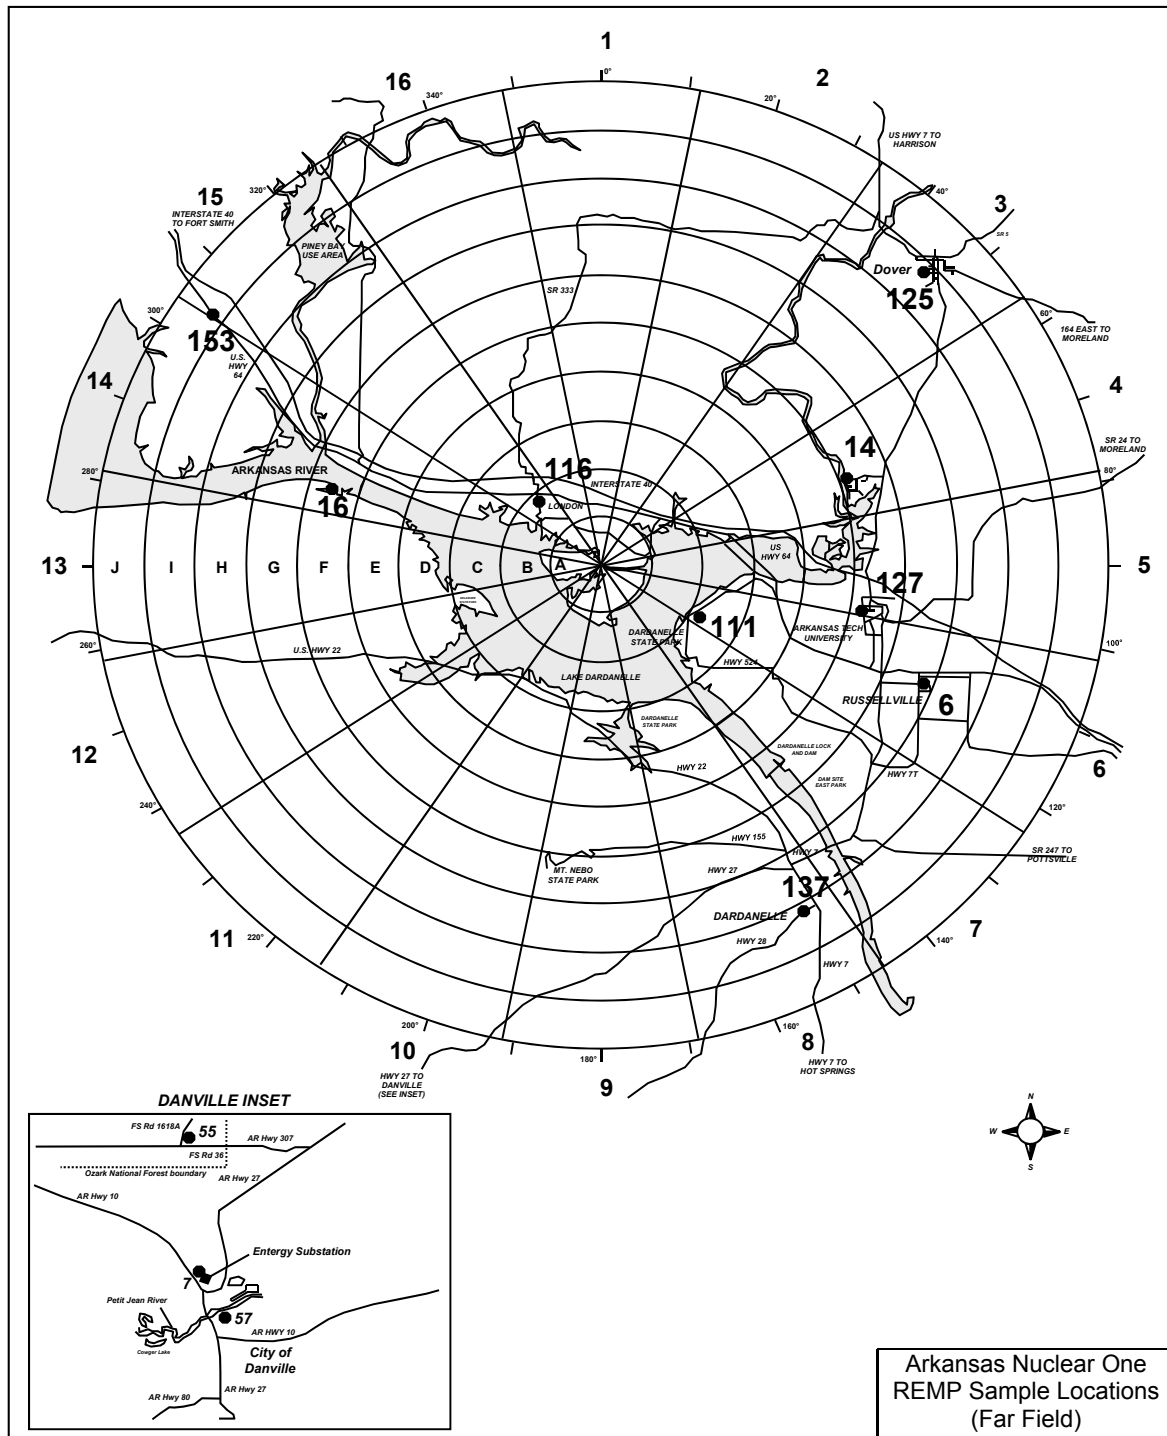 1
0°
16
340°
20°
2
US HWY 7 TO
HARRISON
15
320°
40°
3
SR 5
INTERSTATE 40
TO FORT SMITH
PINEY BAY
USE AREA
Dover
125
SR 333
300°
153
60°
164 EAST TO
MORELAND
U.S.
HWY
64
14
4
SR 24 TO
MORELAND
280°
ARKANSAS RIVER
16
116
LONDON
INTERSTATE 40
14
80°
US
HWY 64
13
J
I
H
G
F
E
D
C
B
A
5
127
ARKANSAS TECH
UNIVERSITY
111
DARDANELLE
STATE PARK
260°
U.S. HWY 22
HWY 524
100°
LAKE DARDANELLE
RUSSELLVILLE
6
DARDANELLE
STATE PARK
12
DARDANELLE LOCK
AND DAM
HWY 22
HWY 7T
6
DAM SITE
EAST PARK
240°
120°
HWY 155
HWY 7
SR 247 TO
POTTSVILLE
MT. NEBO
STATE PARK
HWY 27
137
DARDANELLE
11
220°
HWY 28
140°
7
HWY 7
200°
160°
10
180°
8
HWY 27 TO
DANVILLE
(SEE INSET)
9
HWY 7 TO
HOT SPRINGS
DANVILLE INSET
FS Rd 1618A
55
AR Hwy 307
FS Rd 36
Ozark National Forest boundary
AR Hwy 27
AR Hwy 10
Entergy Substation
7
Petit Jean River
57
AR HWY 10
Cowger Lake
City of
Danville
AR Hwy 80
AR Hwy 27
N
W
E
S
Arkansas Nuclear One
REMP Sample Locations
(Far Field)